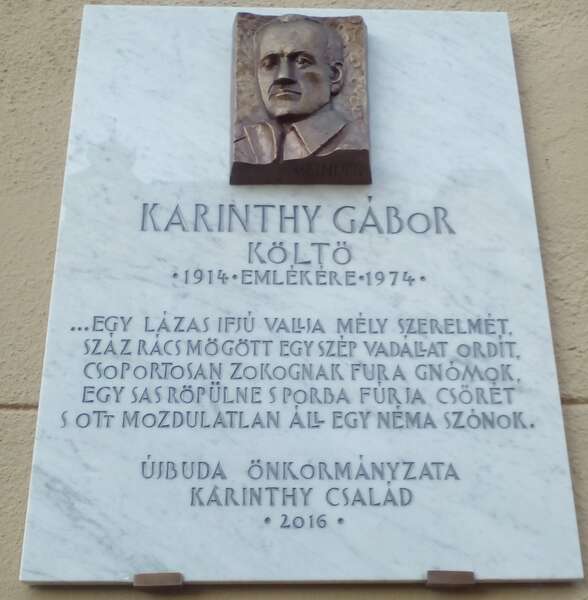 KARINTHY GÁBOR
KÖLTŐ
•1914•EMLÉKÉRE•1974•
...EGY LÁZAS IFJÚ VALLJA MÉLY SZERELMÉT,
SZÁZ RÁCS MÖGÖTT EGY SZÉP VADÁLLAT ORDÍT,
CSOPORTOSAN ZOKOGNAK FURA GNÓMOK,
EGY SAS RÖPÜLNE S PORBA FÚRJA CSŐRÉT
S OTT MOZDULATLAN ÁLL EGY NÉMA SZÓNOK.
ÚJBUDA ÖNKORMÁNYZATA
KARINTHY CSALÁD
• 2016 •